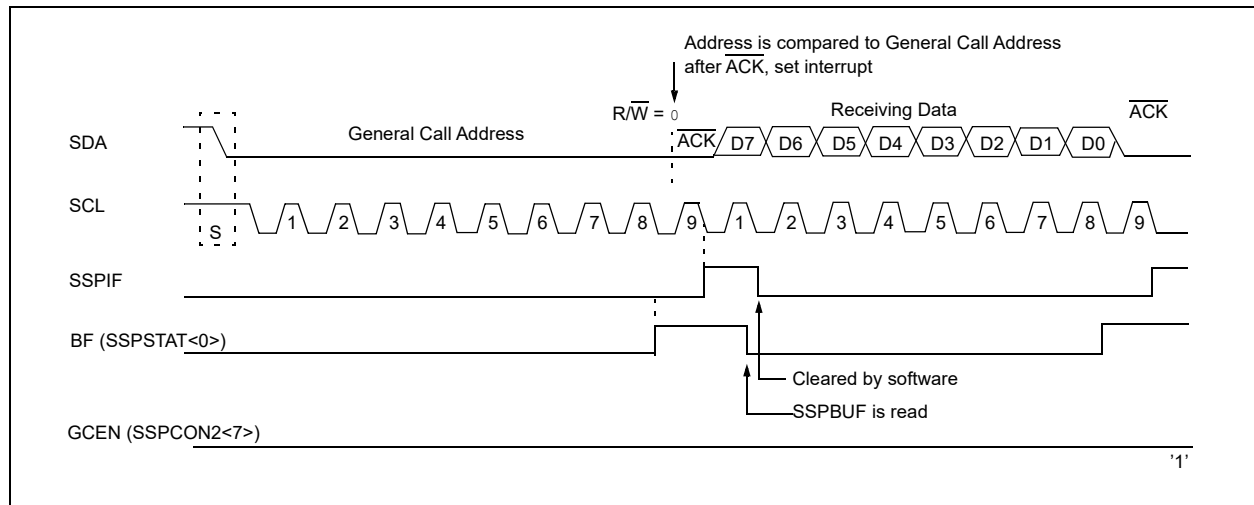 Address is compared to General Call Address
after ACK, set interrupt
R/W = 0
General Call Address
Receiving Data
ACK
SDA
ACK
D7 D6 D5 D4 D3 D2 D1 D0
SCL
S
1 2 3 4 5 6 7 8 9 1 2 3 4 5 6 7 8 9
SSPIF
BF (SSPSTAT<0>)
Cleared by software
SSPBUF is read
GCEN (SSPCON2<7>)
’1’